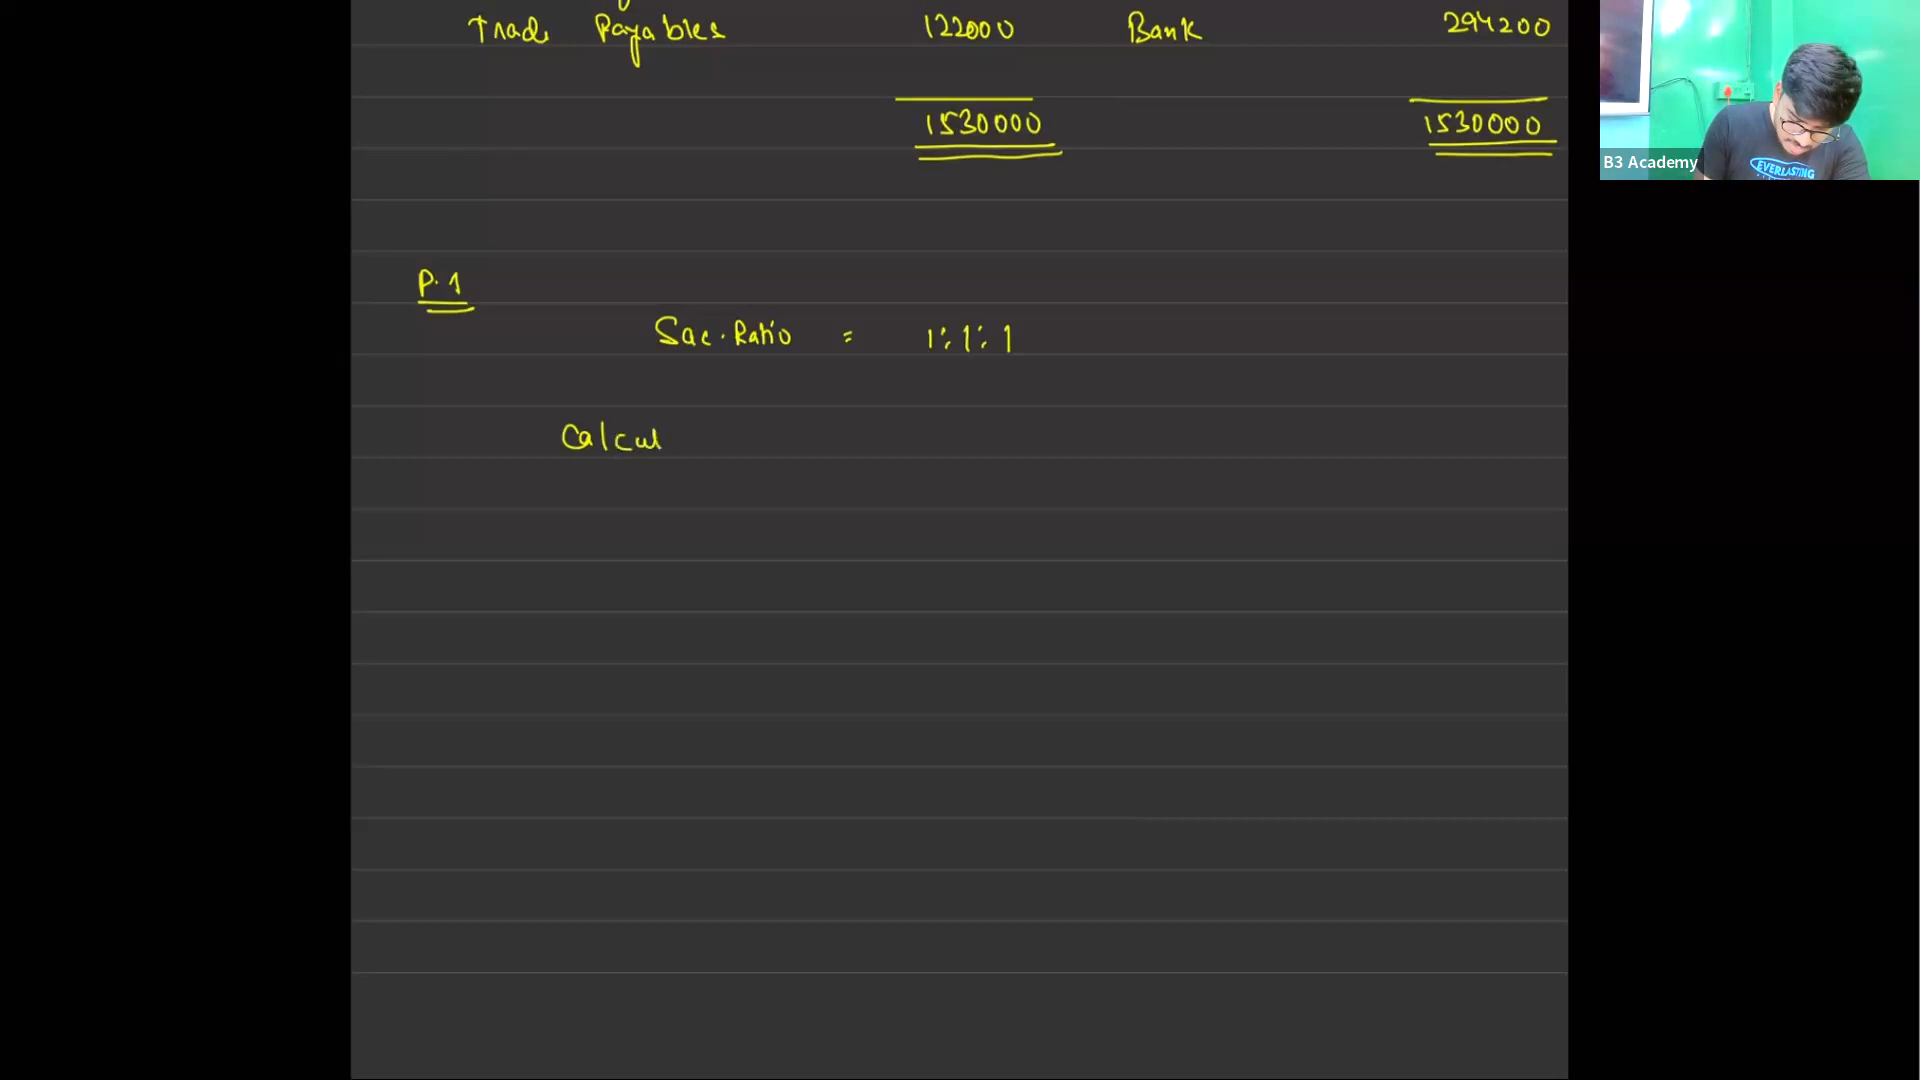 Trade Payables 122000 Bank 294200
1530000 1530000
P.1
Sac. Ratio = 1:1:1
Calcul
B3 Academy
EVERLASTING